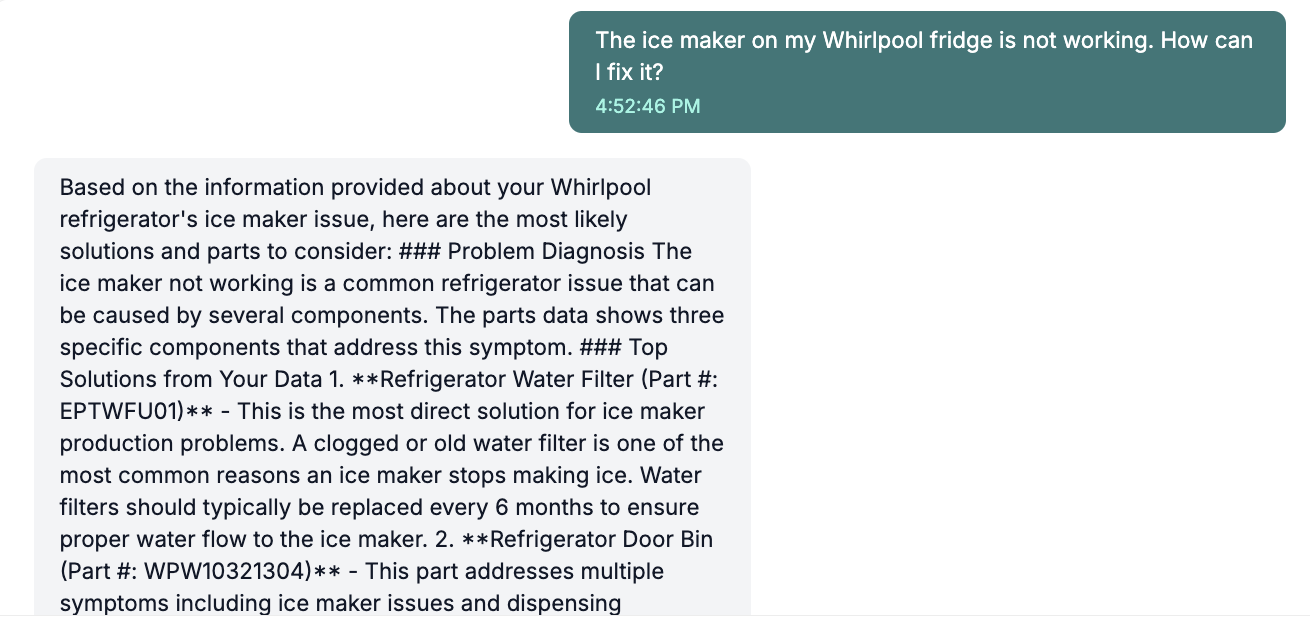 The ice maker on my Whirlpool fridge is not working. How can
I fix it?
4:52:46 PM
Based on the information provided about your Whirlpool
refrigerator's ice maker issue, here are the most likely
solutions and parts to consider: ### Problem Diagnosis The
ice maker not working is a common refrigerator issue that can
be caused by several components. The parts data shows three
specific components that address this symptom. ### Top
Solutions from Your Data 1. **Refrigerator Water Filter (Part #:
EPTWFU01)** - This is the most direct solution for ice maker
production problems. A clogged or old water filter is one of the
most common reasons an ice maker stops making ice. Water
filters should typically be replaced every 6 months to ensure
proper water flow to the ice maker. 2. **Refrigerator Door Bin
(Part #: WPW10321304)** - This part addresses multiple
symptoms including ice maker issues and dispensing